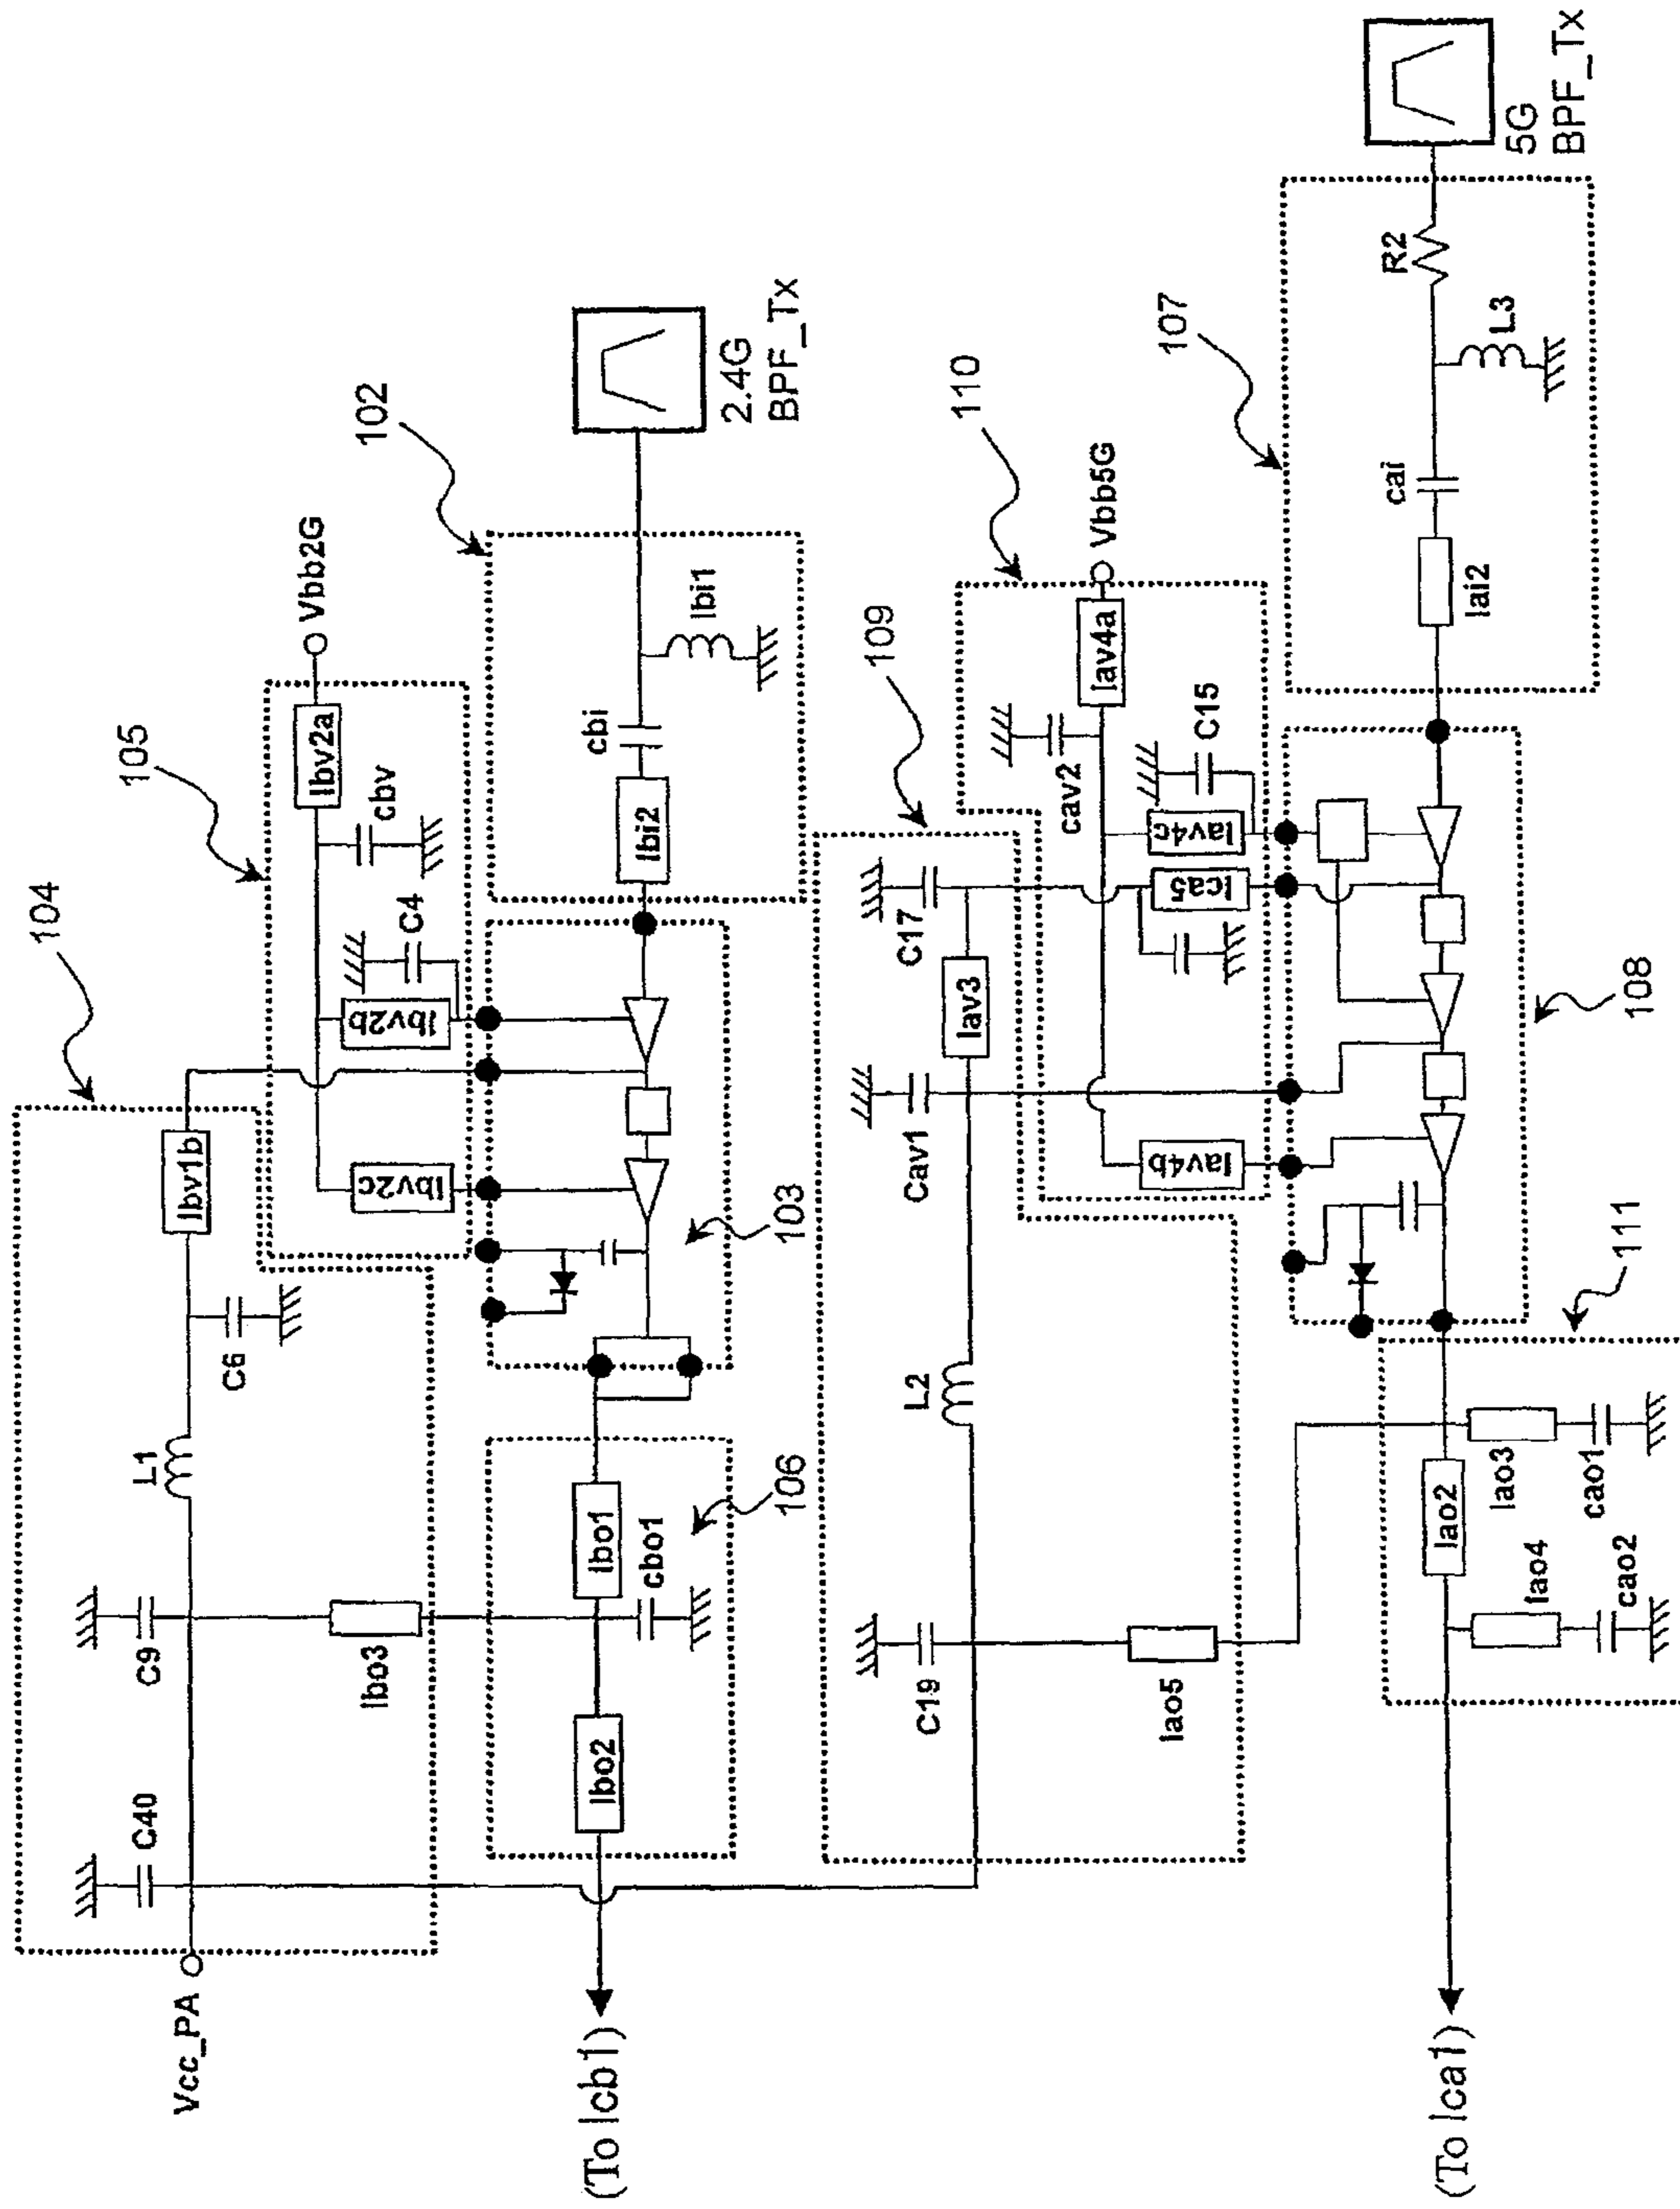 104
105
102
Vcc_PA
C40
C9
L1
C6
lbo3
lbv1b
lbv2a
Vbb2G
cbv
C4
lbv2b
lbv2c
103
lbi2
cbi
lbi1
2.4G
BPF_Tx
106
lbo1
cbo1
lbo2
(To lcb1)
109
110
C19
L2
lao5
Cav1
lav3
C17
cav2
lav4a
Vbb5G
lav4c
C15
lca5
lav4b
107
108
111
lao2
lao3
cao1
lao4
cao2
lai2
cai
L3
R2
5G
BPF_Tx
(To lca1)